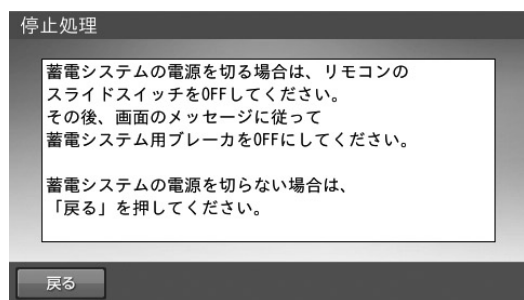 停止処理
蓄電システムの電源を切る場合は、リモコンの
スライドスイッチをOFFしてください。
その後、画面のメッセージに従って
蓄電システム用ブレーカをOFFにしてください。
蓄電システムの電源を切らない場合は、
「戻る」を押してください。
戻る